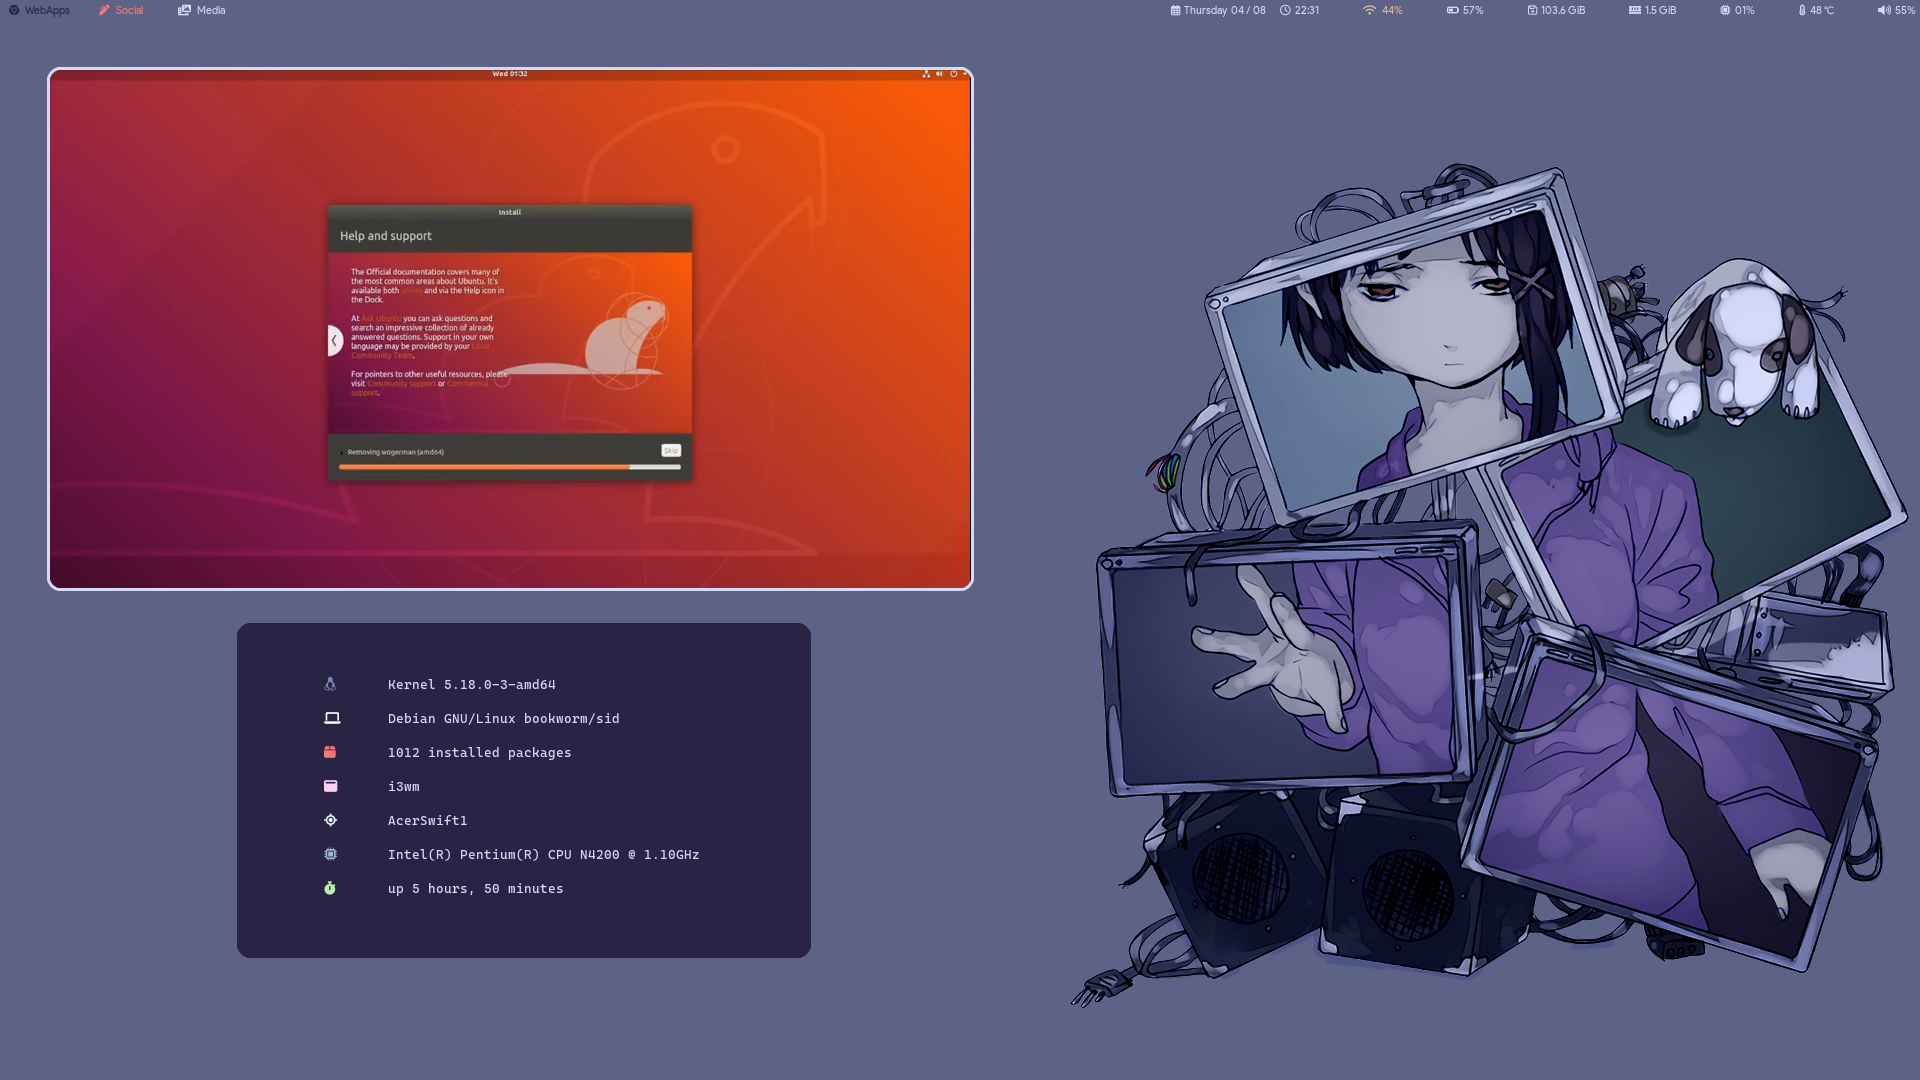 WebApps Social Media Thursday 04 / 08 22:31 44% 57% 103.6 GiB 1.5 GiB 01% 48 °C 55%
Wed 01:32
Install
Help and support
The Official documentation covers many of
the most common areas about Ubuntu. It's
available both online and via the Help icon in
the Dock.
At Ask Ubuntu you can ask questions and
search an impressive collection of already
answered questions. Support in your own
language may be provided by your Local
Community Team.
For pointers to other useful resources, please
visit Community support or Commercial
support.
Removing wogerman (amd64)
Skip
Kernel 5.18.0-3-amd64
Debian GNU/Linux bookworm/sid
1012 installed packages
i3wm
AcerSwift1
Intel(R) Pentium(R) CPU N4200 @ 1.10GHz
up 5 hours, 50 minutes